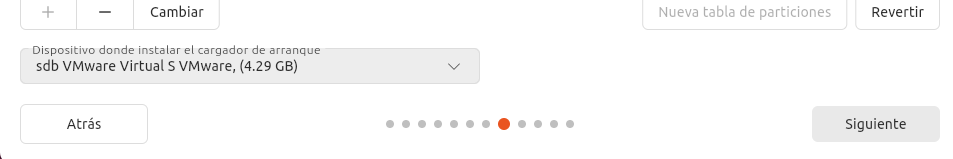 + − Cambiar Nueva tabla de particiones Revertir
Dispositivo donde instalar el cargador de arranque
sdb VMware Virtual S VMware, (4.29 GB)
Atrás Siguiente